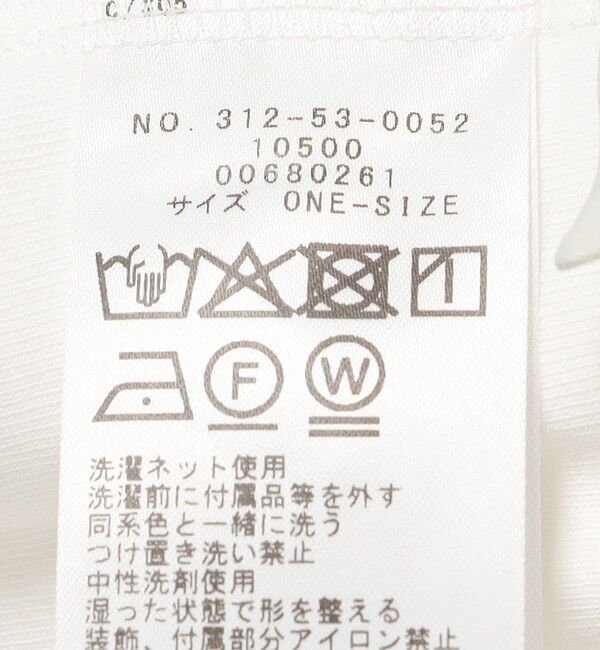 NO. 312-53-0052
10500
00680261
サイズ ONE-SIZE
F W
洗濯ネット使用
洗濯前に付属品等を外す
同系色と一緒に洗う
つけ置き洗い禁止
中性洗剤使用
湿った状態で形を整える
装飾、付属部分アイロン禁止